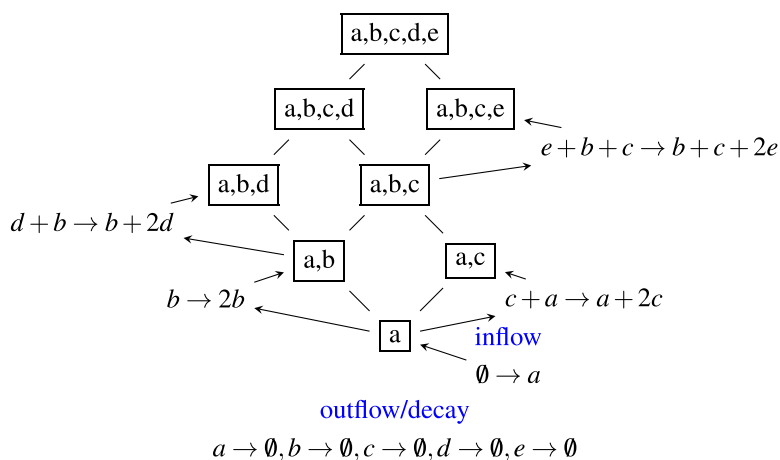 a,b,c,d,e
a,b,c,d
a,b,c,e
e + b + c → b + c + 2e
a,b,d
a,b,c
d + b → b + 2d
a,b
a,c
b → 2b
c + a → a + 2c
a
inflow
∅ → a
outflow/decay
a → ∅, b → ∅, c → ∅, d → ∅, e → ∅